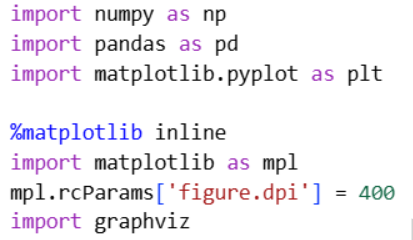 import numpy as np
import pandas as pd
import matplotlib.pyplot as plt
%matplotlib inline
import matplotlib as mpl
mpl.rcParams['figure.dpi'] = 400
import graphviz